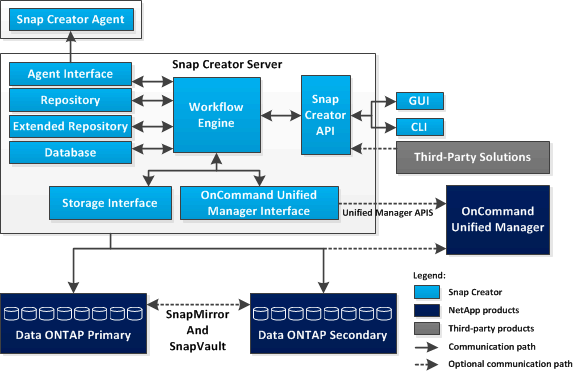 Snap Creator Agent
Snap Creator Server
Agent Interface
Repository
Extended Repository
Database
Workflow
Engine
Snap
Creator
API
GUI
CLI
Third-Party Solutions
Storage Interface
OnCommand Unified
Manager Interface
Unified Manager APIS
OnCommand
Unified Manager
Data ONTAP Primary
SnapMirror
And
SnapVault
Data ONTAP Secondary
Legend:
Snap Creator
NetApp products
Third-party products
Communication path
Optional communication path